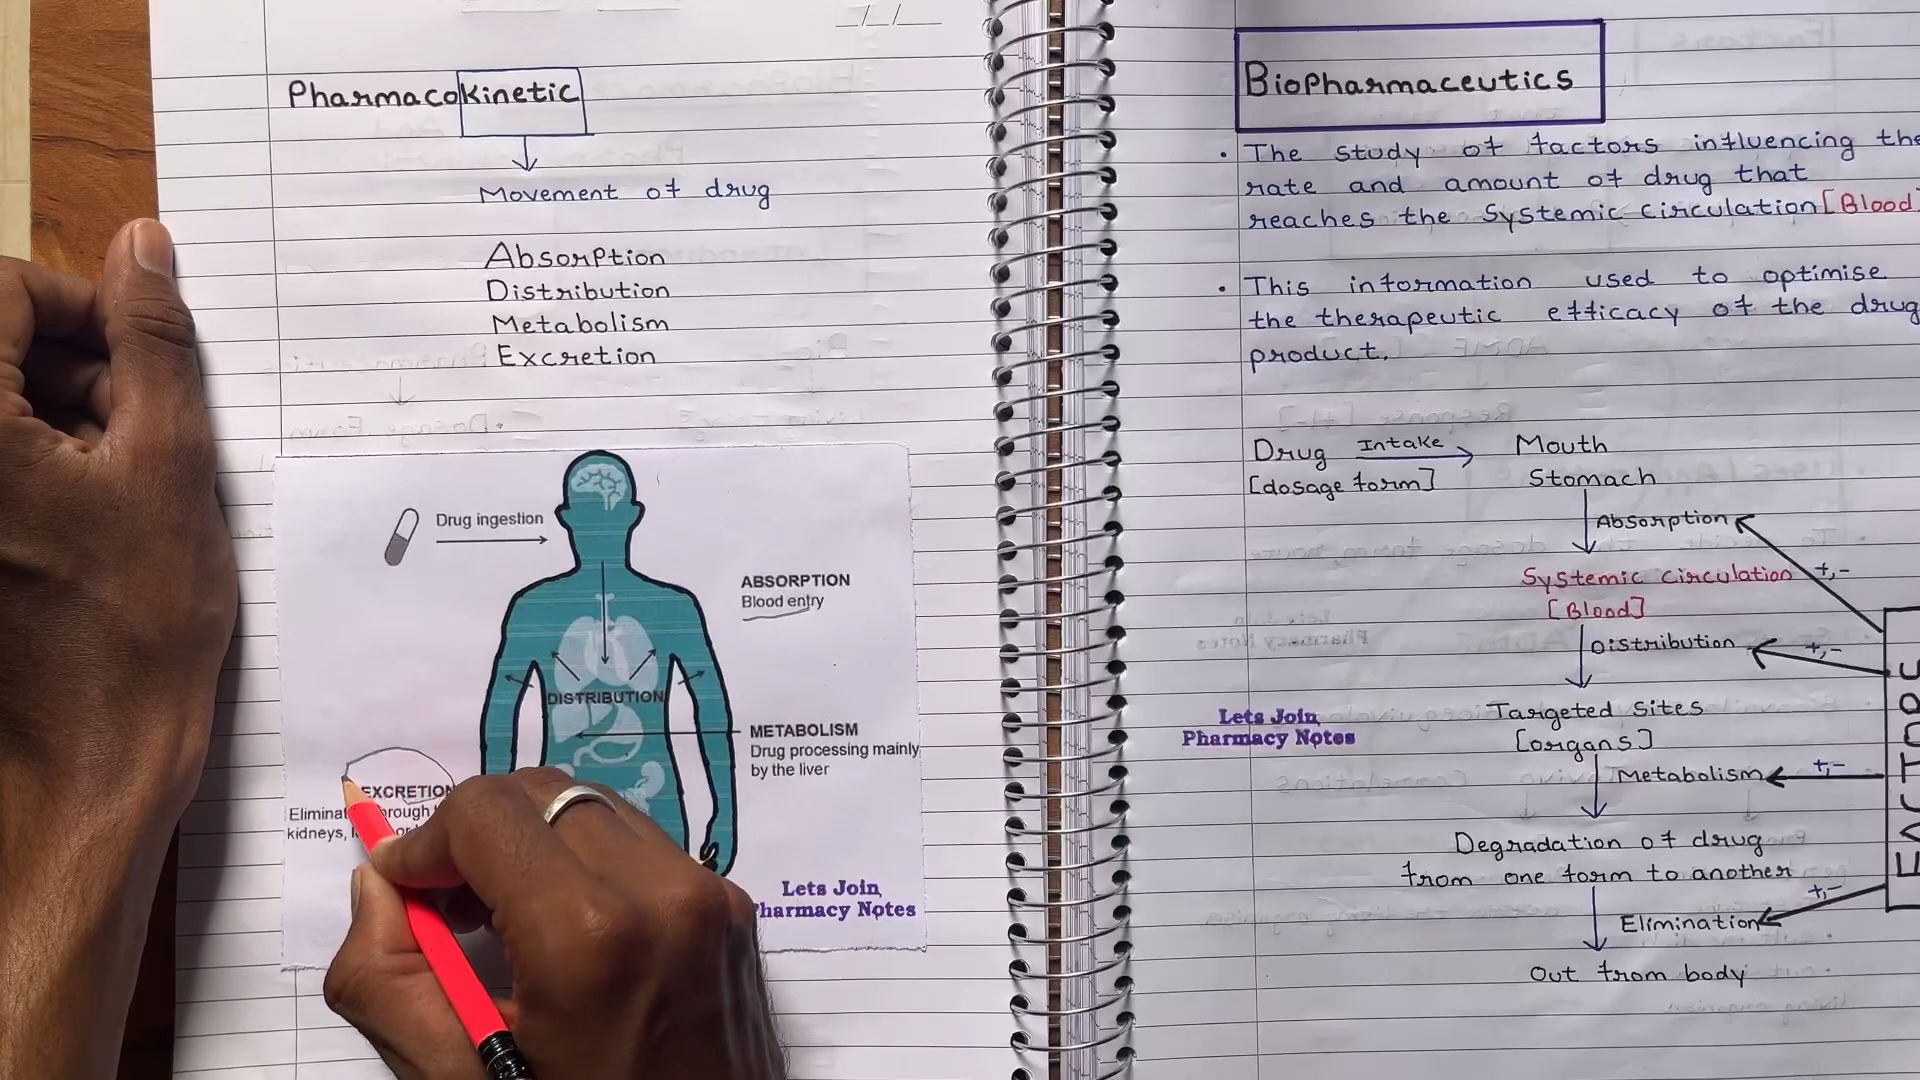 Pharmacokinetic
Movement of drug
Absorption
Distribution
Metabolism
Excretion
Drug ingestion
ABSORPTION
Blood entry
DISTRIBUTION
METABOLISM
Drug processing mainly
by the liver
EXCRETION
kidneys,
Lets Join
Pharmacy Notes
BioPharmaceutics
• The study of factors influencing the
rate and amount of drug that
reaches the systemic circulation [Blood]
• This information used to optimise
the therapeutic efficacy of the drug
product.
Drug Intake Mouth
[dosage form] Stomach
Absorption
Systemic circulation +,-
[Blood]
Distribution +,-
Lets Join
Pharmacy Notes
Targeted sites
[organs]
Metabolism +,-
Degradation of drug
from one form to another
+,-
Elimination
Out from body
FACTORS